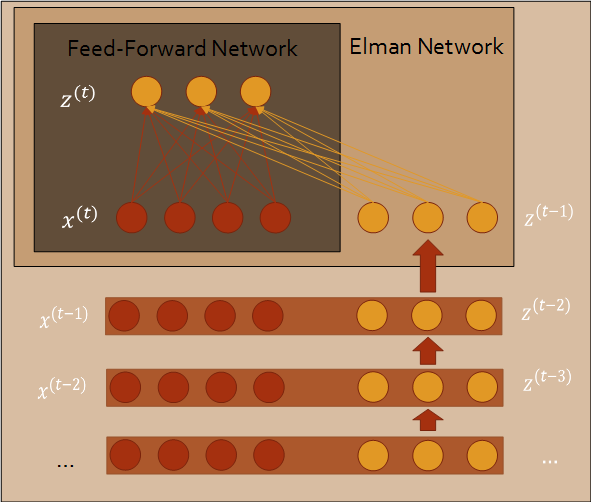 Feed-Forward Network Elman Network
z^(t)
x^(t) z^(t−1)
x^(t−1) z^(t−2)
x^(t−2) z^(t−3)
... ...